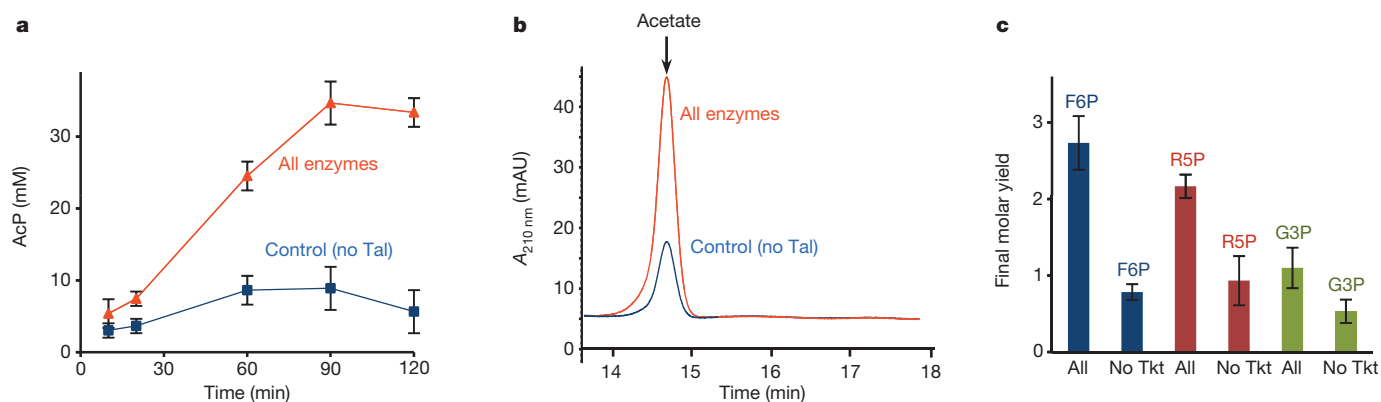 a
AcP (mM)
30
20
10
0
All enzymes
Control (no Tal)
0 30 60 90 120
Time (min)
b
Acetate
A210 nm (mAU)
40
30
20
10
0
All enzymes
Control (no Tal)
14 15 16 17 18
Time (min)
c
Final molar yield
3
2
1
0
F6P
F6P
R5P
R5P
G3P
G3P
All No Tkt All No Tkt All No Tkt